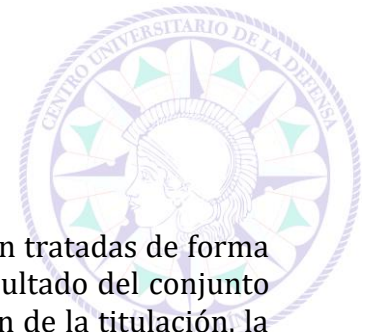 CENTRO UNIVERSITARIO DE LA DEFENSA
n tratadas de forma
ultado del conjunto
n de la titulación, la